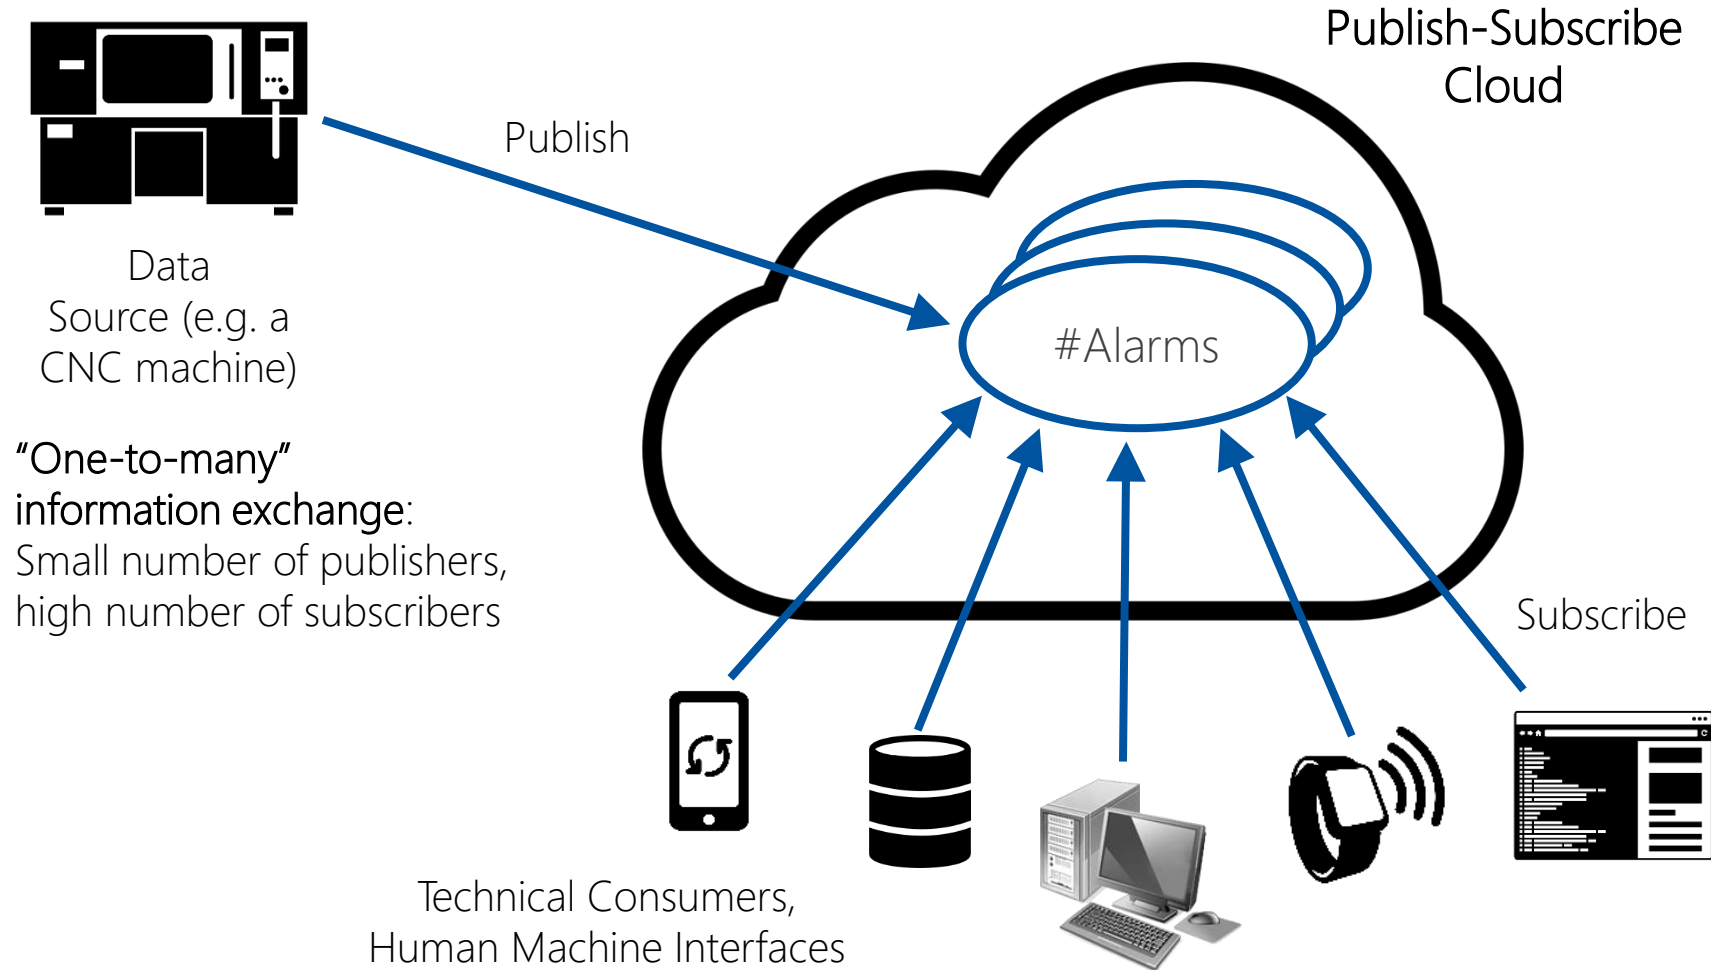 Publish-Subscribe
Cloud
Publish
Data
Source (e.g. a
CNC machine)
#Alarms
“One-to-many”
information exchange:
Small number of publishers,
high number of subscribers
Subscribe
Technical Consumers,
Human Machine Interfaces